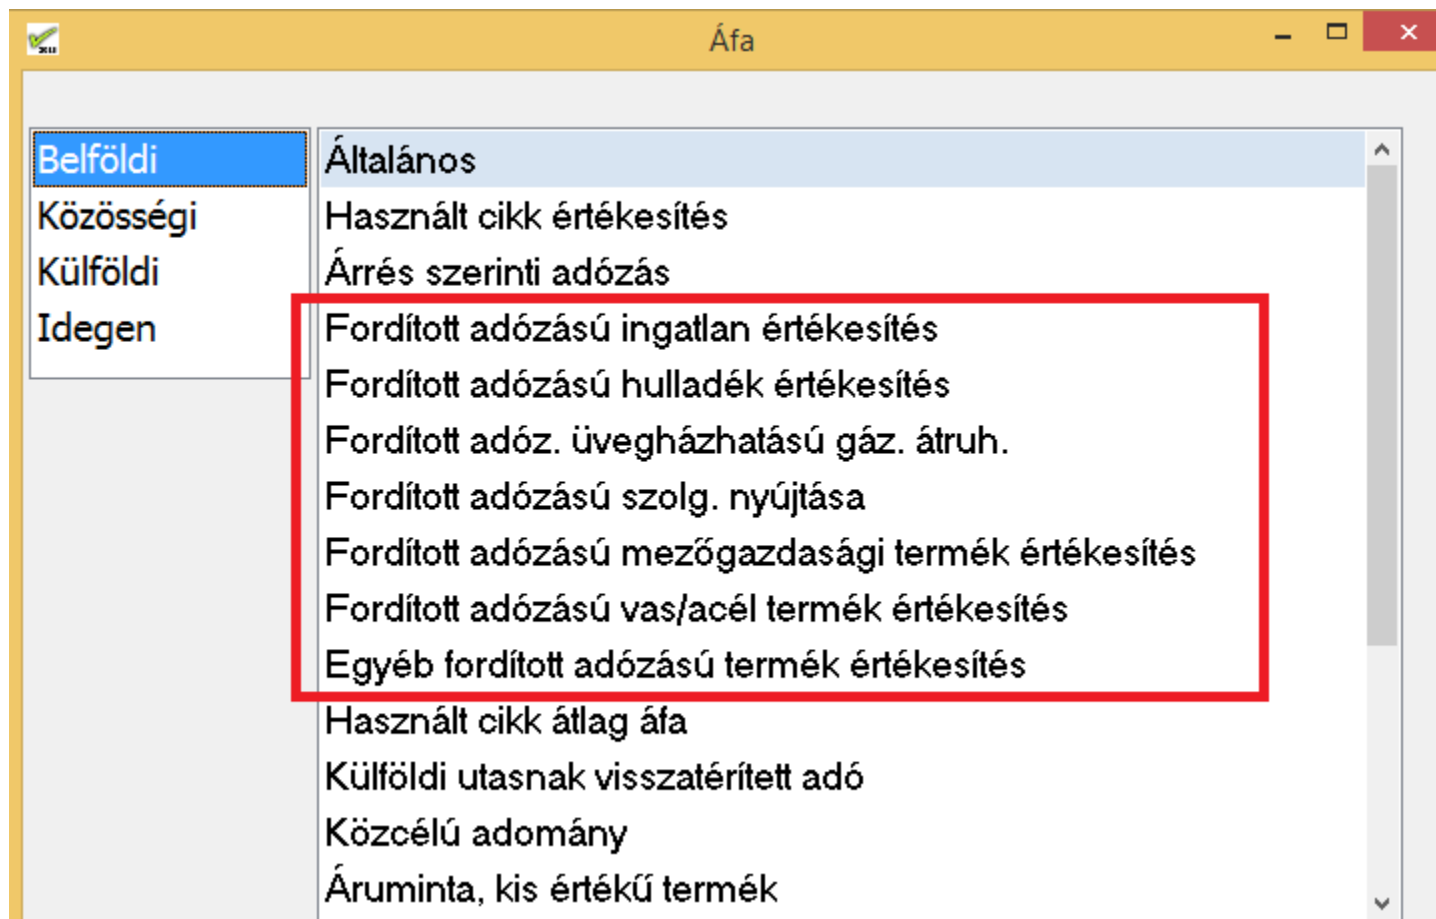 Áfa
Belföldi
Közösségi
Külföldi
Idegen
Általános
Használt cikk értékesítés
Árrés szerinti adózás
Fordított adózású ingatlan értékesítés
Fordított adózású hulladék értékesítés
Fordított adóz. üvegházhatású gáz. átruh.
Fordított adózású szolg. nyújtása
Fordított adózású mezőgazdasági termék értékesítés
Fordított adózású vas/acél termék értékesítés
Egyéb fordított adózású termék értékesítés
Használt cikk átlag áfa
Külföldi utasnak visszatérített adó
Közcélú adomány
Áruminta, kis értékű termék